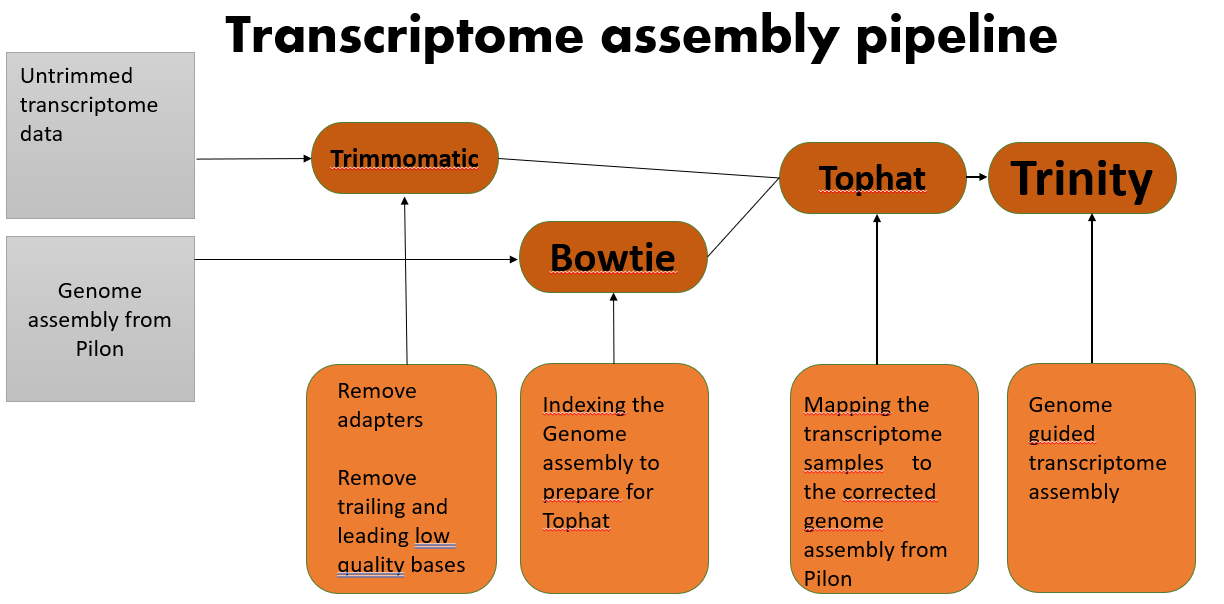 Transcriptome assembly pipeline
Untrimmed
transcriptome
data
Trimmomatic
Tophat
Trinity
Bowtie
Genome
assembly from
Pilon
Remove
adapters
Remove
trailing and
leading low
quality bases
Indexing the
Genome
assembly to
prepare for
Tophat
Mapping the
transcriptome
samples to
the corrected
genome
assembly from
Pilon
Genome
guided
transcriptome
assembly